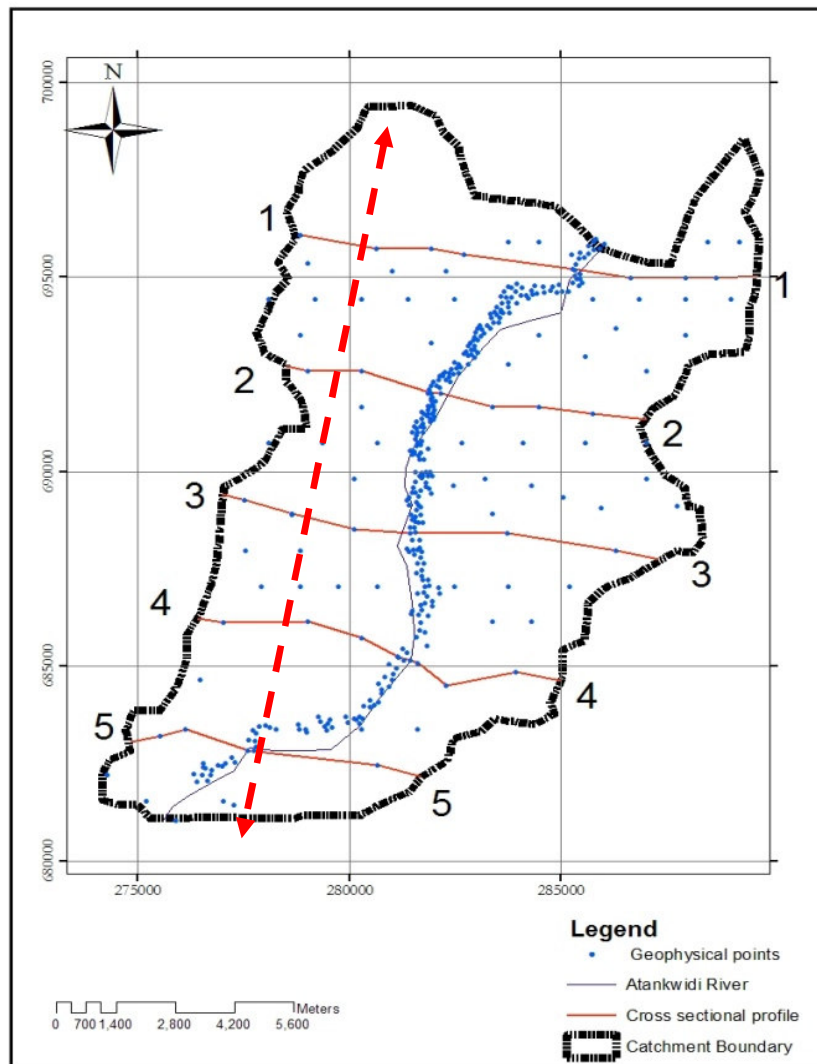 N
700000
1
695000
1
2
2
690000
3
3
4
685000
4
5
5
680000
275000
280000
285000
Legend
Geophysical points
Atankwidi River
Cross sectional profile
Catchment Boundary
Meters
0 700 1,400 2,800 4,200 5,600